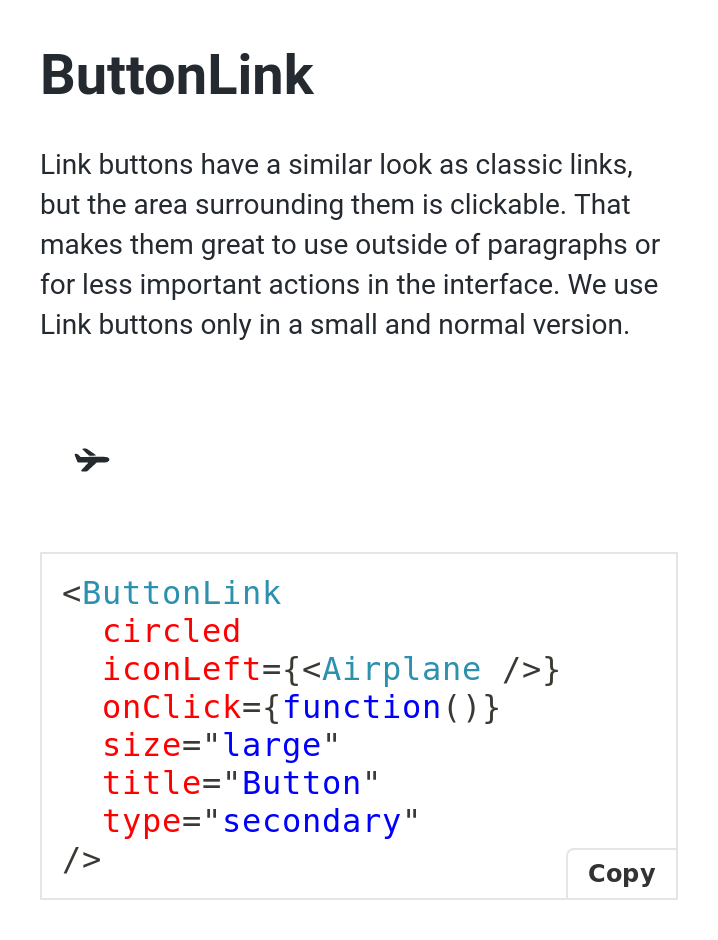 ButtonLink
Link buttons have a similar look as classic links,
but the area surrounding them is clickable. That
makes them great to use outside of paragraphs or
for less important actions in the interface. We use
Link buttons only in a small and normal version.
<ButtonLink
  circled
  iconLeft={<Airplane />}
  onClick={function()}
  size="large"
  title="Button"
  type="secondary"
/>
Copy